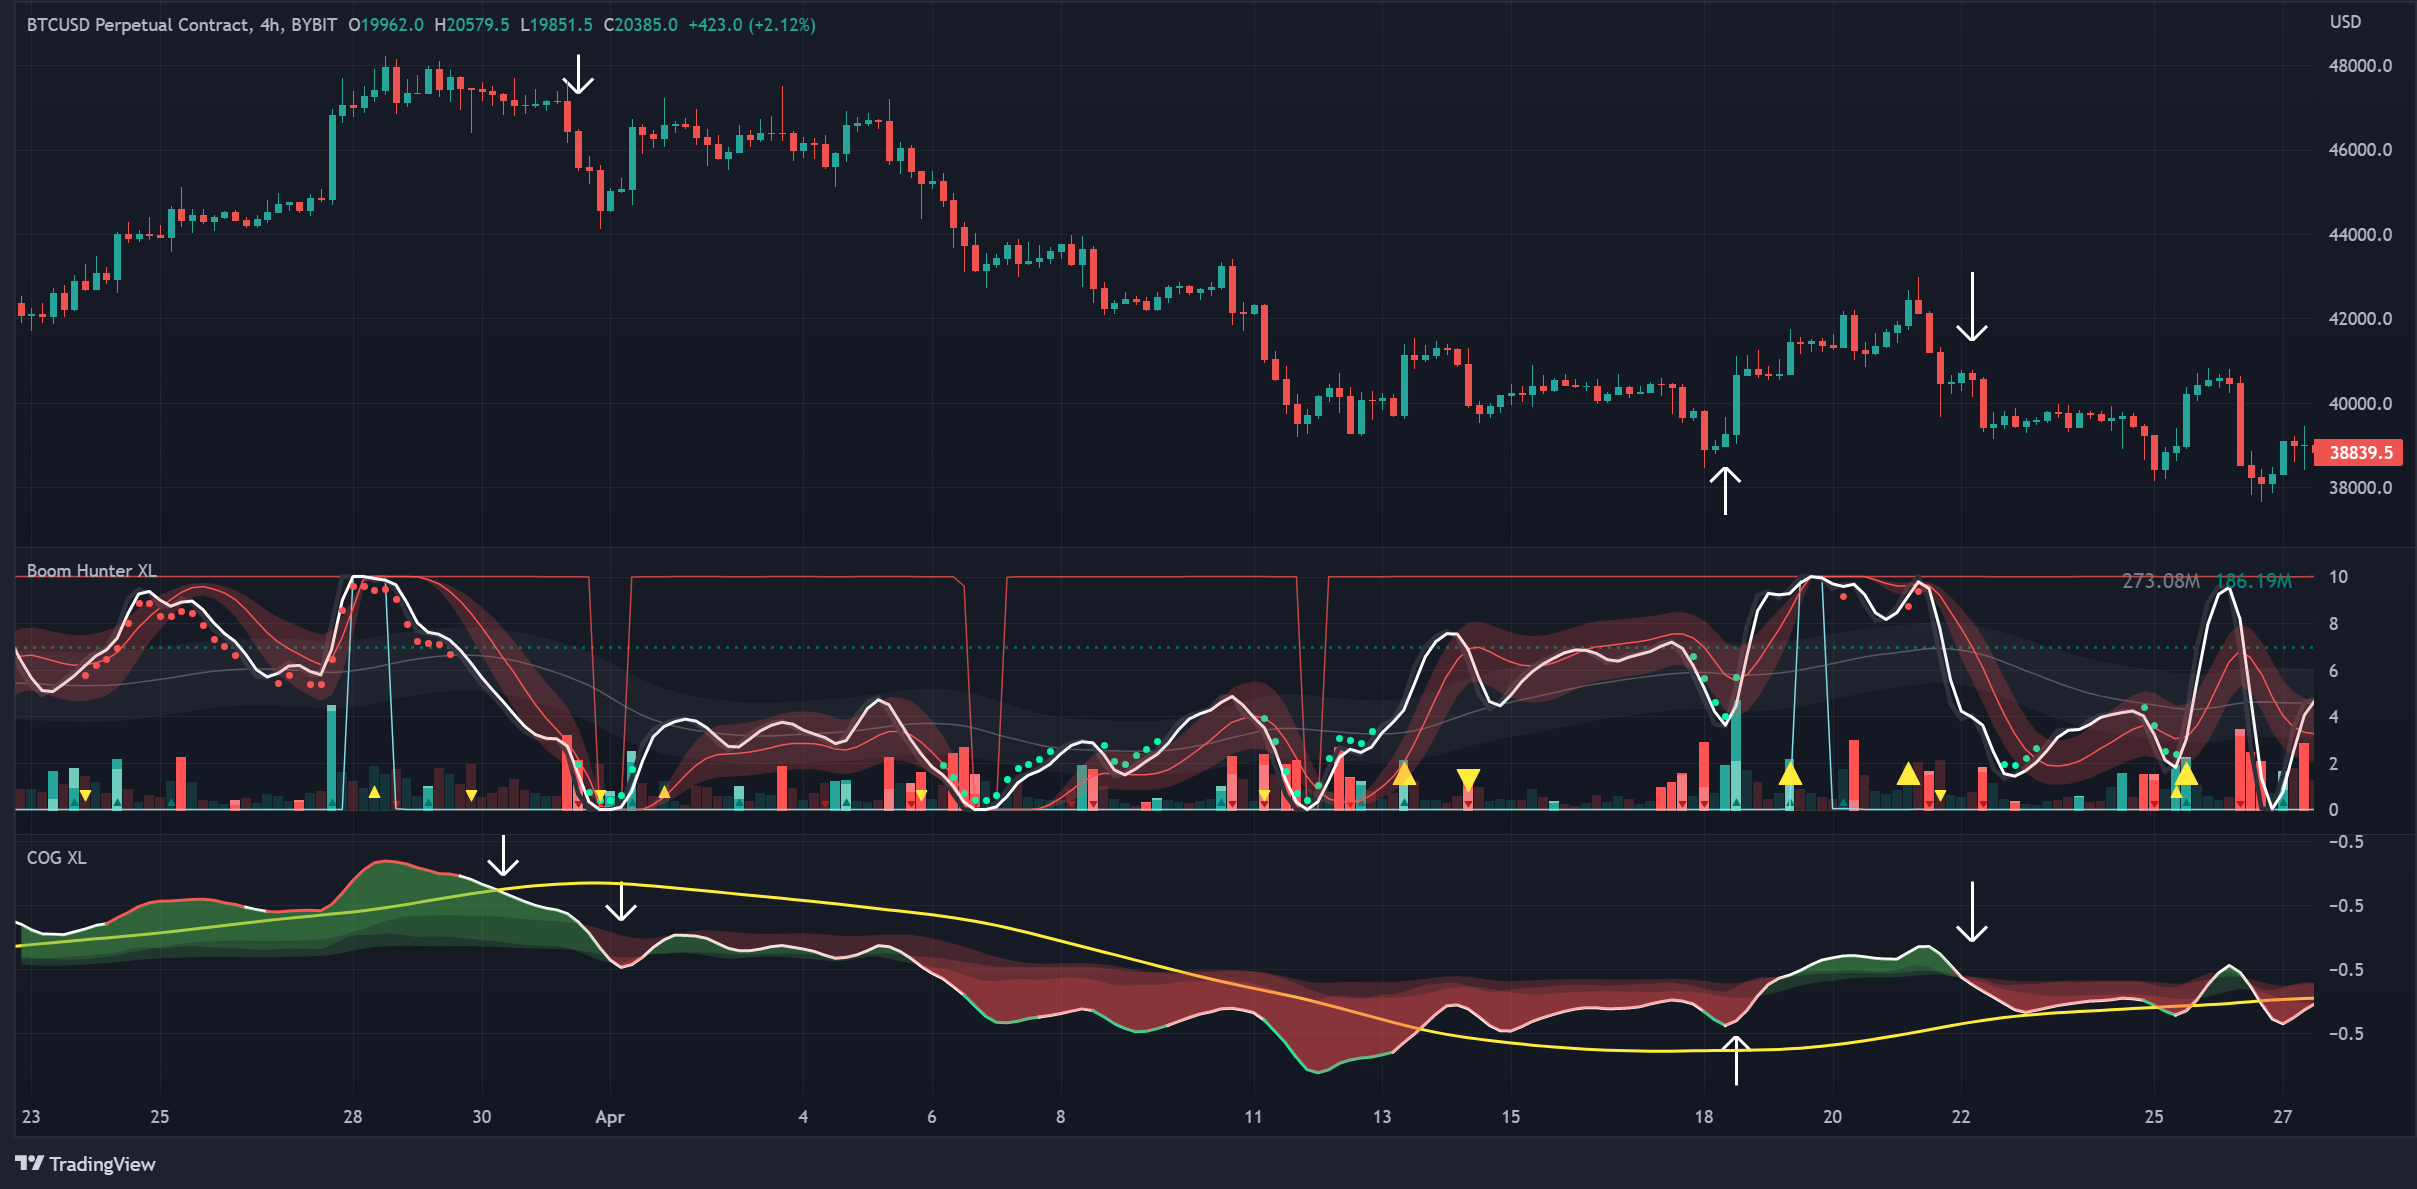 BTCUSD Perpetual Contract, 4h, BYBIT O19962.0 H20579.5 L19851.5 C20385.0 +423.0 (+2.12%)
USD
48000.0
46000.0
44000.0
42000.0
40000.0
38839.5
38000.0
Boom Hunter XL
273.08M 186.19M
10
8
6
4
2
0
COG XL
−0.5
−0.5
−0.5
−0.5
23 25 28 30 Apr 4 6 8 11 13 15 18 20 22 25 27
TradingView